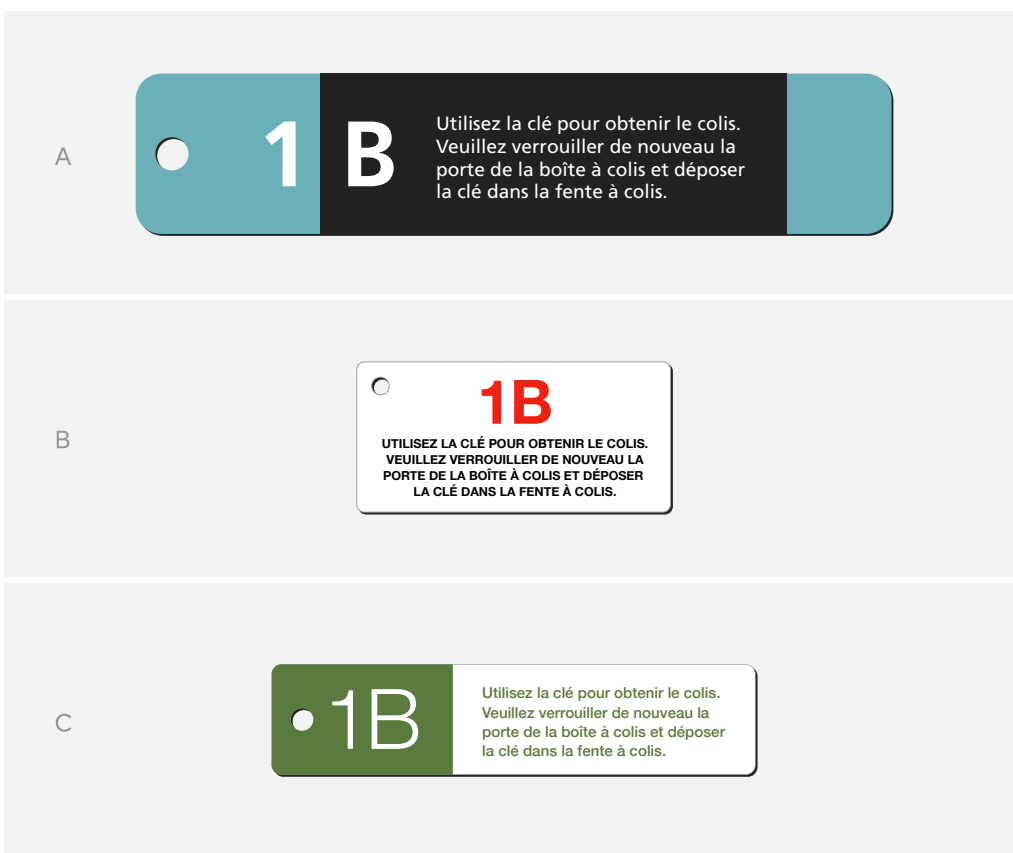 A
1 B
Utilisez la clé pour obtenir le colis.
Veuillez verrouiller de nouveau la
porte de la boîte à colis et déposer
la clé dans la fente à colis.
B
1B
UTILISEZ LA CLÉ POUR OBTENIR LE COLIS.
VEUILLEZ VERROUILLER DE NOUVEAU LA
PORTE DE LA BOÎTE À COLIS ET DÉPOSER
LA CLÉ DANS LA FENTE À COLIS.
C
1B
Utilisez la clé pour obtenir le colis.
Veuillez verrouiller de nouveau la
porte de la boîte à colis et déposer
la clé dans la fente à colis.